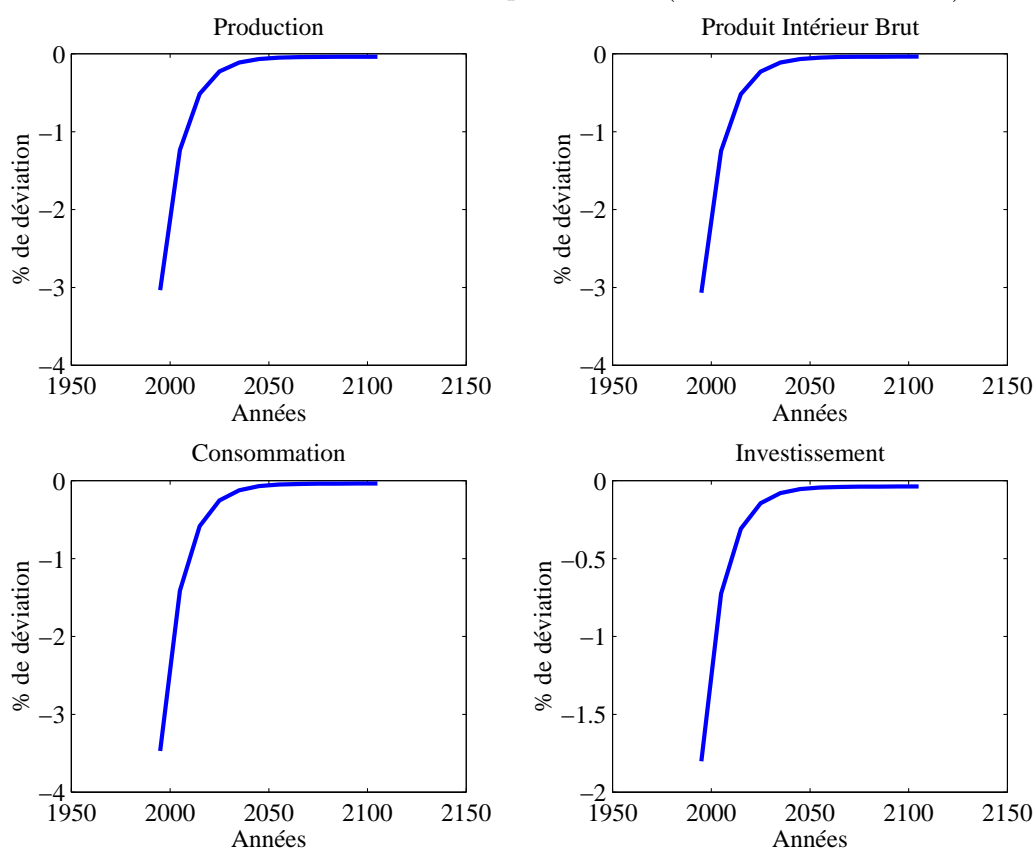 Production
0
−1
−2
−3
−4
% de déviation
1950 2000 2050 2100 2150
Années
Produit Intérieur Brut
0
−1
−2
−3
−4
% de déviation
1950 2000 2050 2100 2150
Années
Consommation
0
−1
−2
−3
−4
% de déviation
1950 2000 2050 2100 2150
Années
Investissement
0
−0.5
−1
−1.5
−2
% de déviation
1950 2000 2050 2100 2150
Années